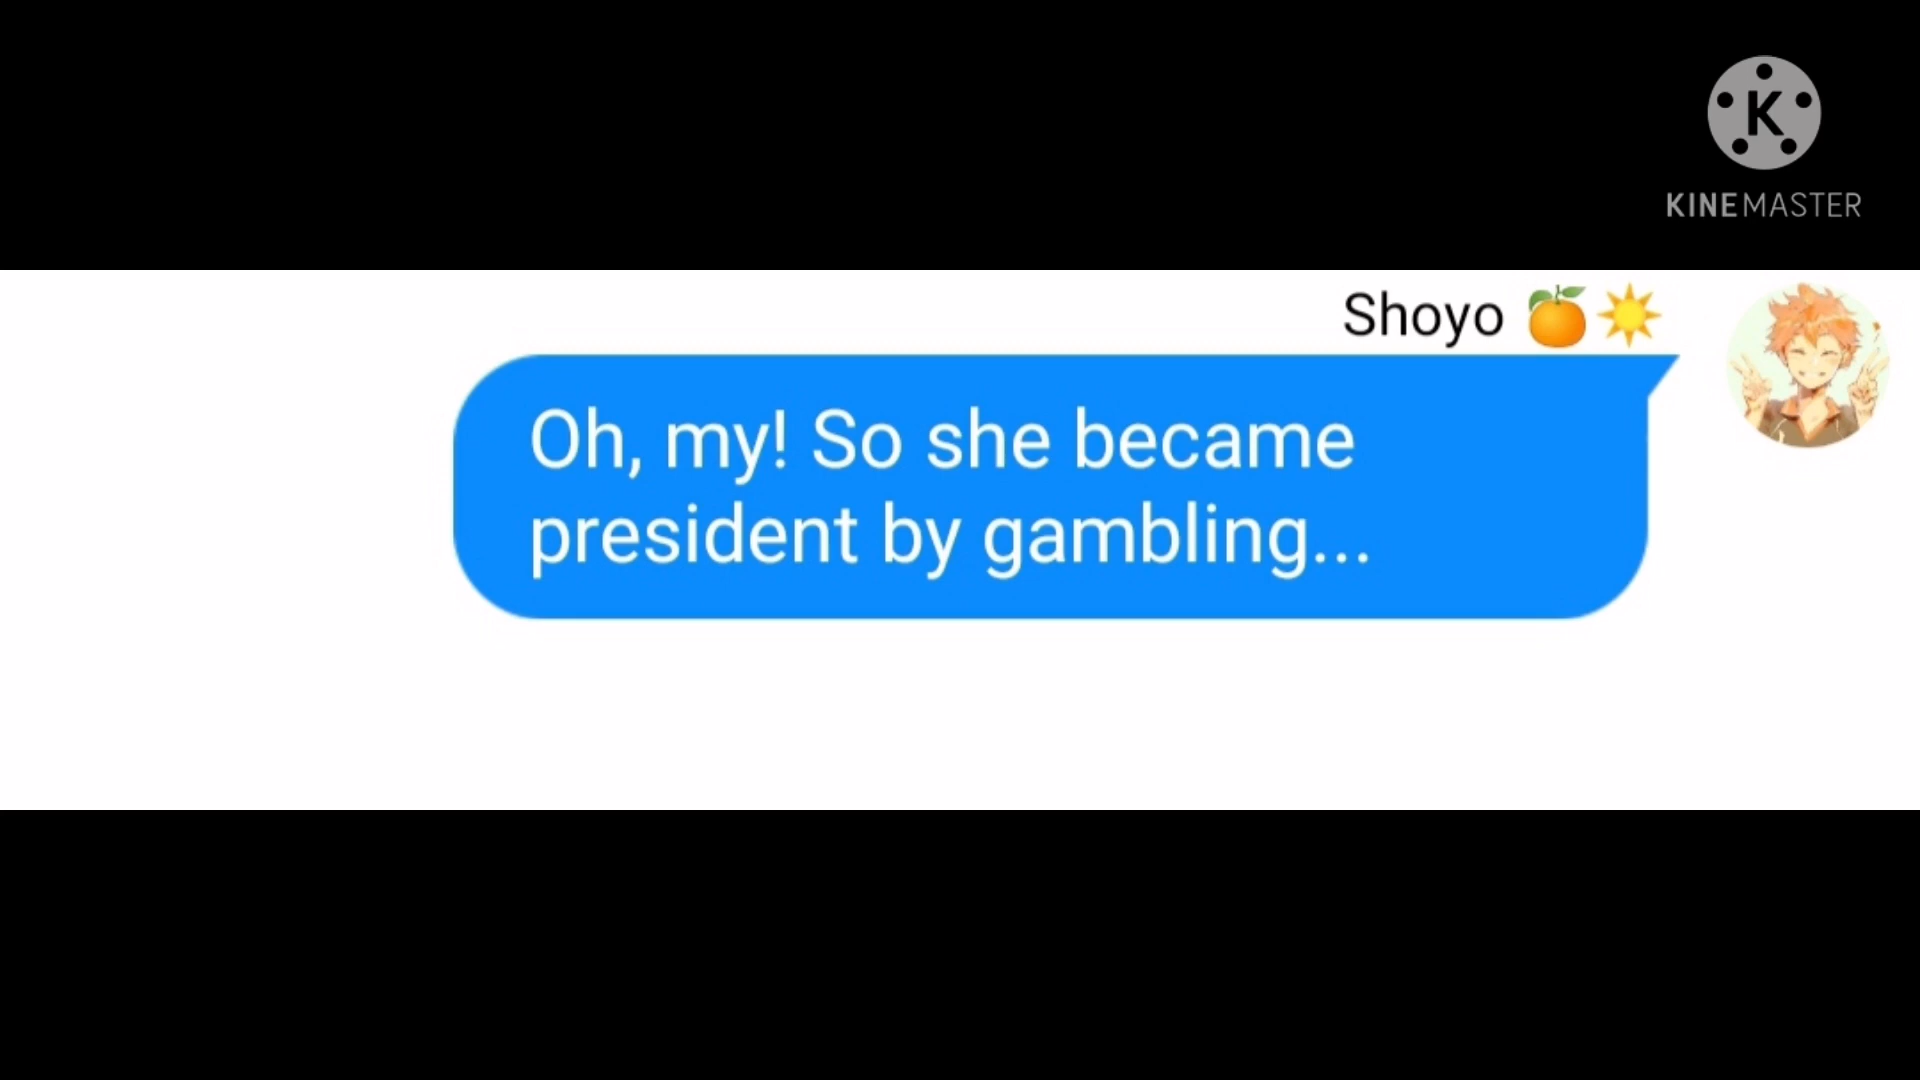 K
KINEMASTER
Shoyo 🍊☀️
Oh, my! So she became
president by gambling...